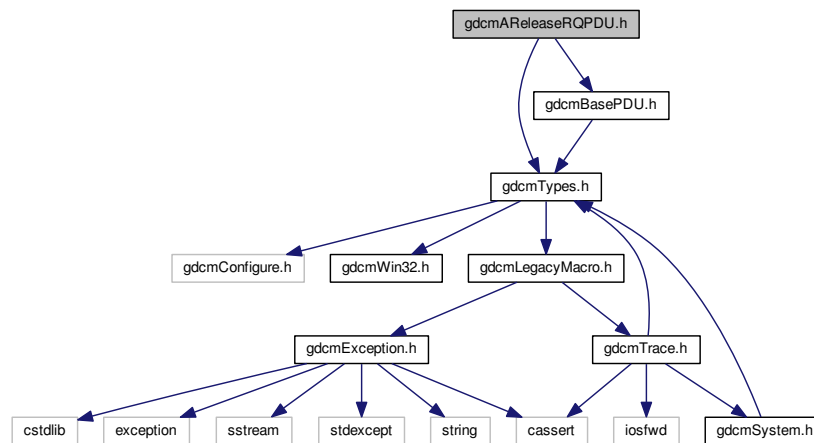 gdcmAReleaseRQPDU.h
gdcmBasePDU.h
gdcmTypes.h
gdcmConfigure.h
gdcmWin32.h
gdcmLegacyMacro.h
gdcmException.h
gdcmTrace.h
cstdlib
exception
sstream
stdexcept
string
cassert
iosfwd
gdcmSystem.h